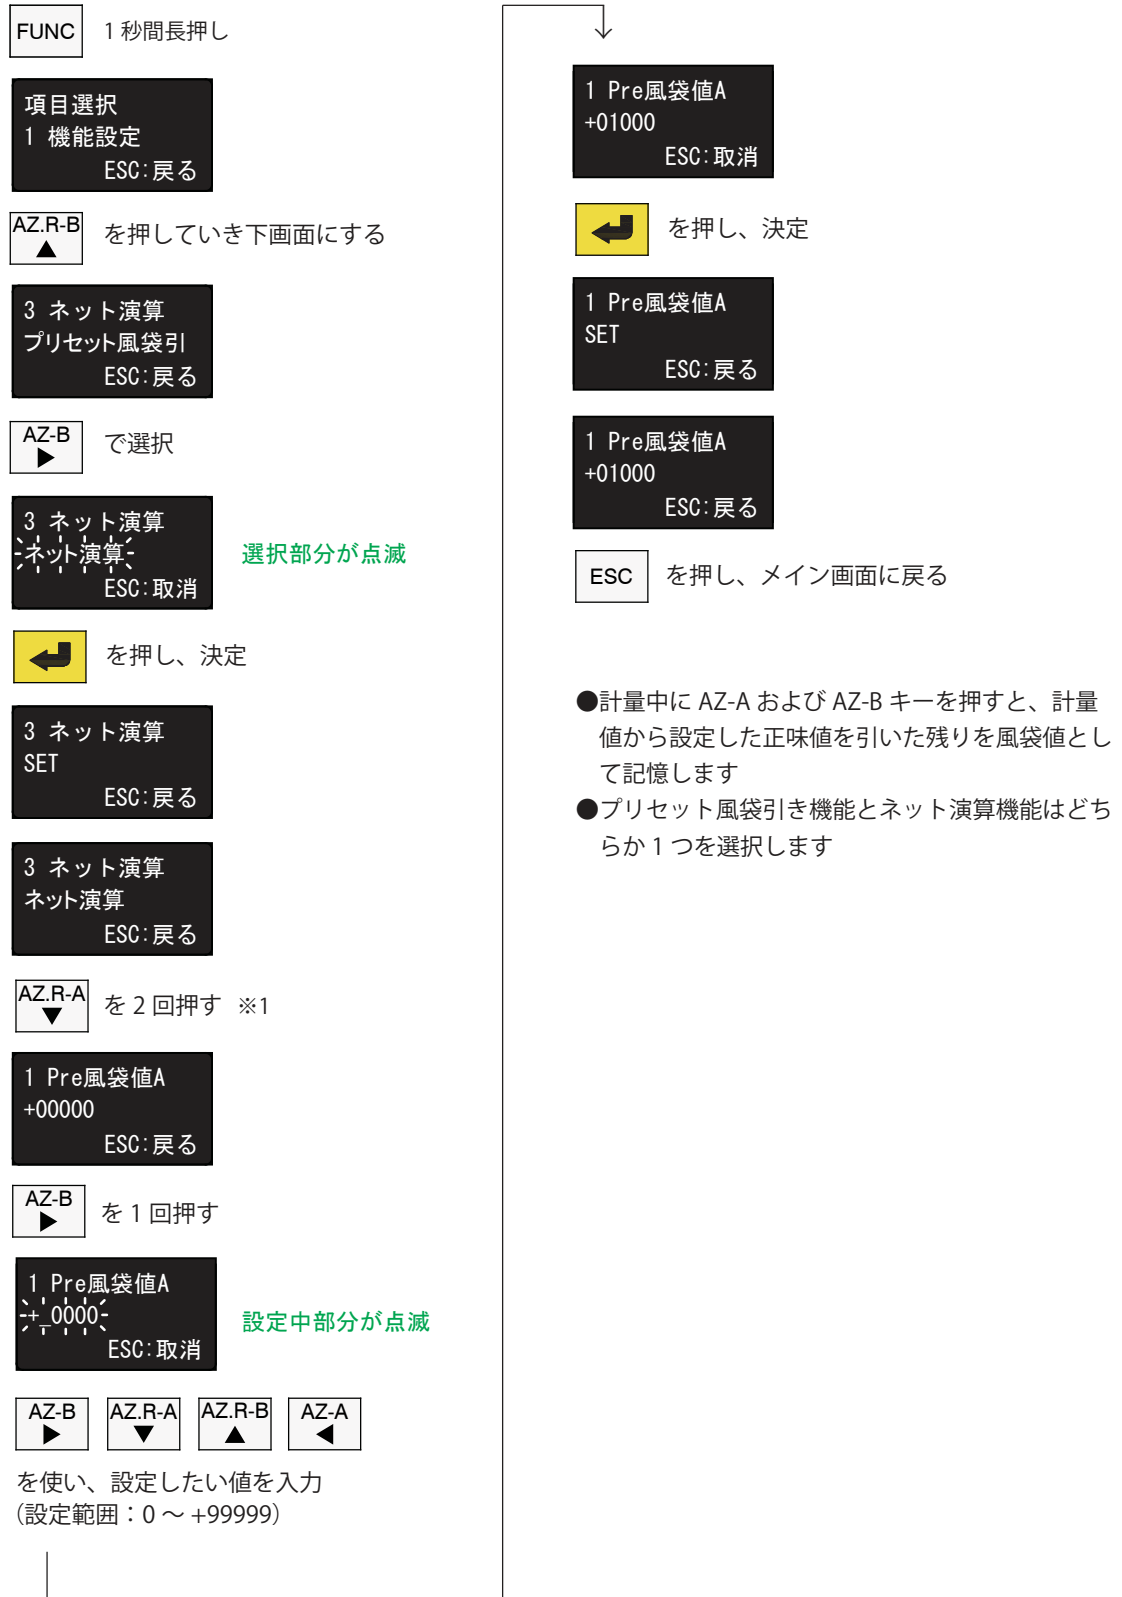 FUNC 1 秒間長押し
項目選択
1 機能設定
ESC:戻る
AZ.R-B ▲ を押していき下画面にする
3 ネット演算
プリセット風袋引
ESC:戻る
AZ-B ▶ で選択
3 ネット演算
ネット演算
ESC:取消
選択部分が点滅
を押し、決定
3 ネット演算
SET
ESC:戻る
3 ネット演算
ネット演算
ESC:戻る
AZ.R-A ▼ を 2 回押す ※1
1 Pre風袋値A
+00000
ESC:戻る
AZ-B ▶ を 1 回押す
1 Pre風袋値A
+_0000
ESC:取消
設定中部分が点滅
AZ-B ▶ AZ.R-A ▼ AZ.R-B ▲ AZ-A ◀
を使い、設定したい値を入力
（設定範囲：0 ～ +99999）
1 Pre風袋値A
+01000
ESC:取消
を押し、決定
1 Pre風袋値A
SET
ESC:戻る
1 Pre風袋値A
+01000
ESC:戻る
ESC を押し、メイン画面に戻る
●計量中に AZ-A および AZ-B キーを押すと、計量
値から設定した正味値を引いた残りを風袋値とし
て記憶します
●プリセット風袋引き機能とネット演算機能はどち
らか 1 つを選択します